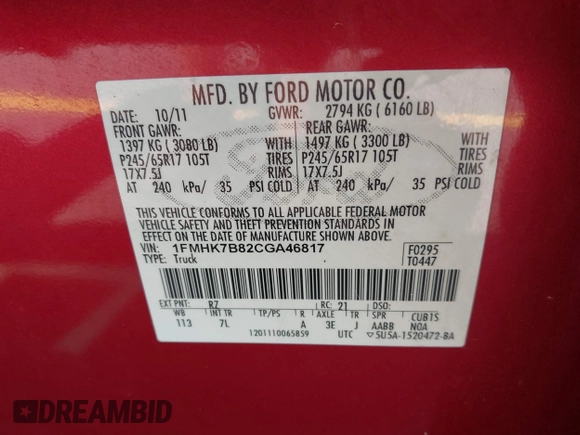 MFD. BY FORD MOTOR CO.
DATE: 10/11 GVWR: 2794 KG ( 6160 LB)
FRONT GAWR: REAR GAWR:
1397 KG ( 3080 LB) WITH 1497 KG ( 3300 LB) WITH
P245/65R17 105T TIRES P245/65R17 105T TIRES
17X7.5J RIMS 17X7.5J RIMS
AT 240 kPa/ 35 PSI COLD AT 240 kPa/ 35 PSI COLD
THIS VEHICLE CONFORMS TO ALL APPLICABLE FEDERAL MOTOR
VEHICLE SAFETY AND THEFT PREVENTION STANDARDS IN
EFFECT ON THE DATE OF MANUFACTURE SHOWN ABOVE.
VIN: 1FMHK7B82CGA46817 F0295
TYPE: Truck T0447
EXT PNT: R7 RC: 21 DSO:
WB INT TR TP/PS R AXLE TR SPR CUB1S
113 7L A 3E J AABB NOA
1201110065859 UTC ▽5U5A-1520472-BA
DREAMBID